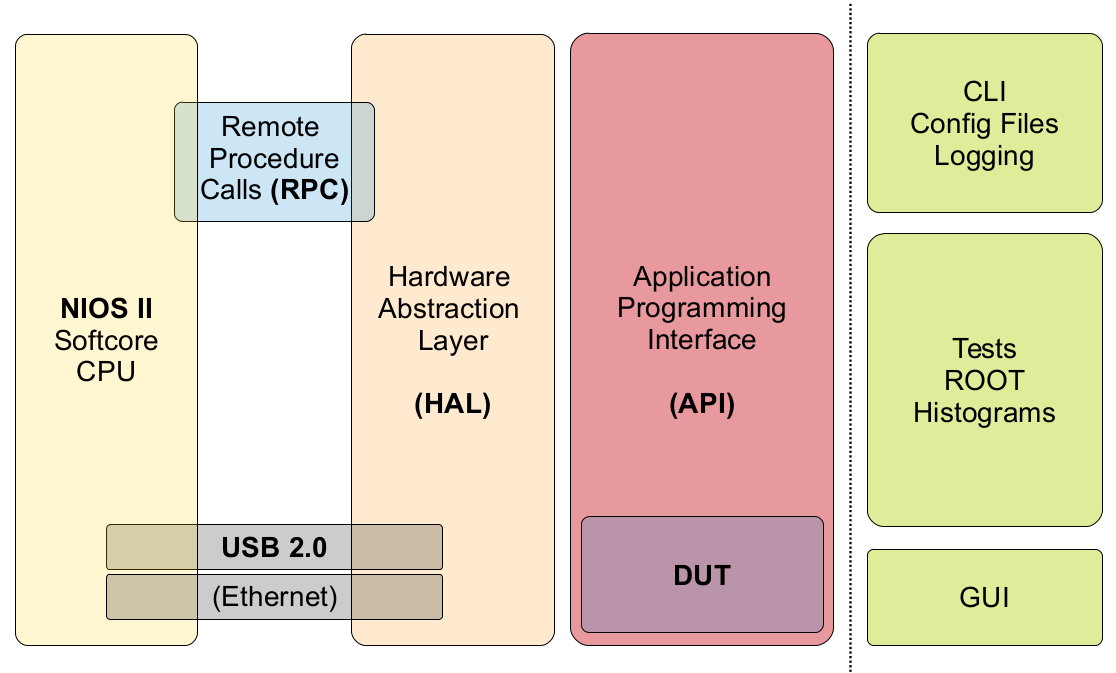 NIOS II
Softcore
CPU
Remote
Procedure
Calls (RPC)
USB 2.0
(Ethernet)
Hardware
Abstraction
Layer
(HAL)
Application
Programming
Interface
(API)
DUT
CLI
Config Files
Logging
Tests
ROOT
Histograms
GUI